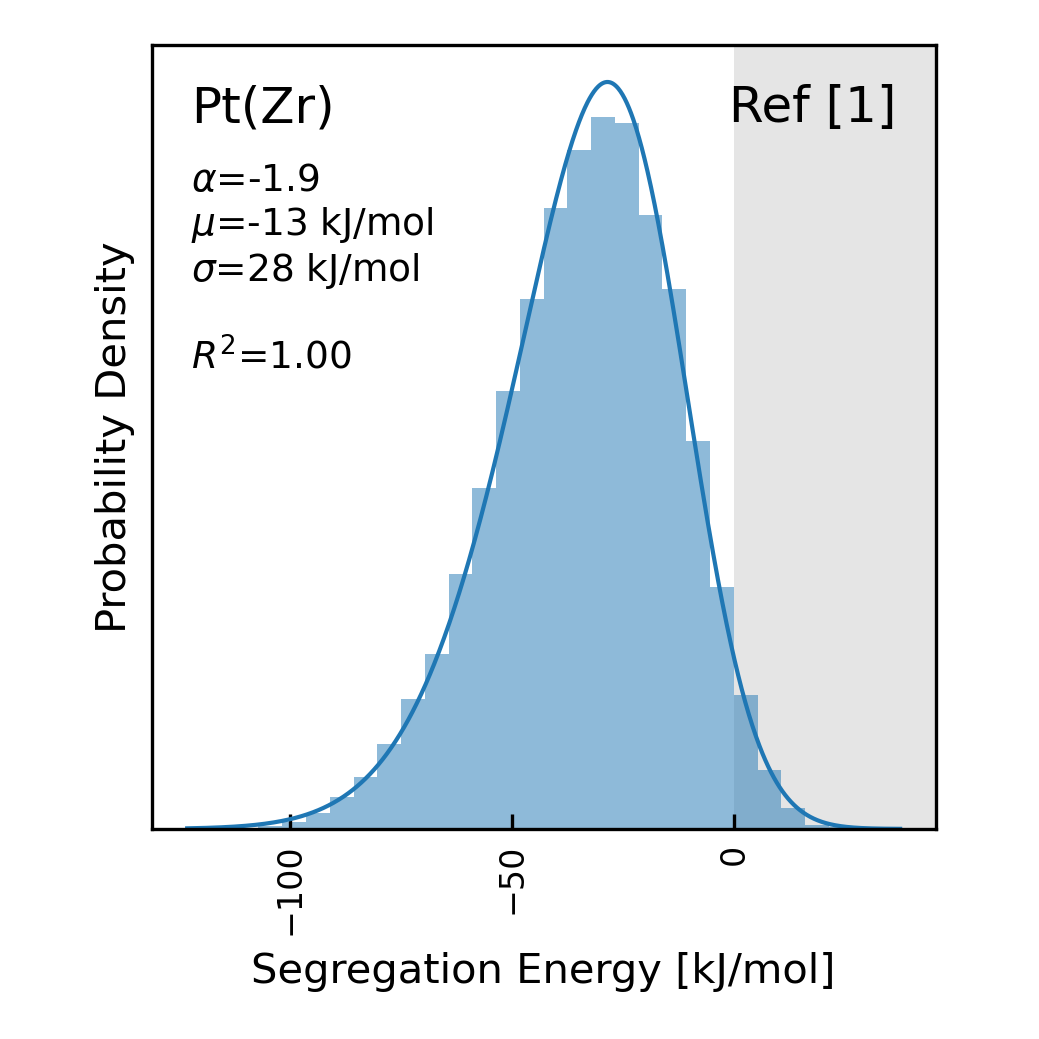 Pt(Zr)
Ref [1]
α=-1.9
μ=-13 kJ/mol
σ=28 kJ/mol
R²=1.00
Probability Density
−100
−50
0
Segregation Energy [kJ/mol]